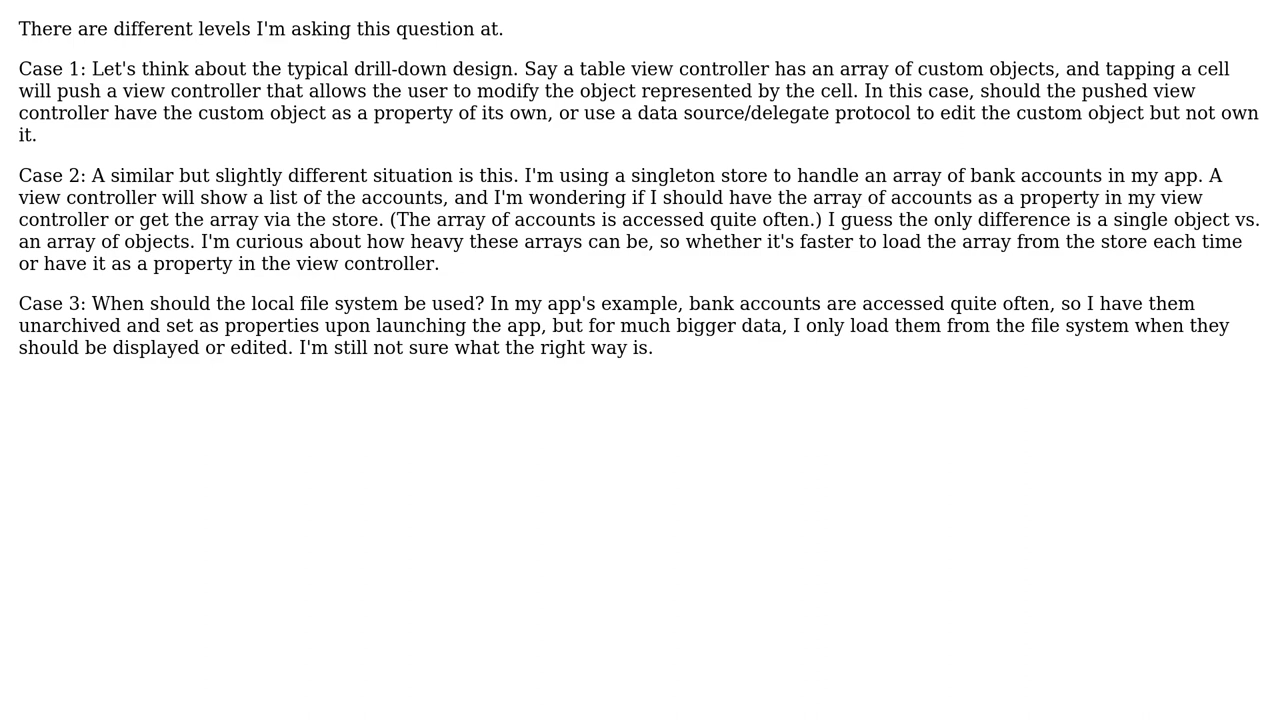 There are different levels I'm asking this question at.
Case 1: Let's think about the typical drill-down design. Say a table view controller has an array of custom objects, and tapping a cell
will push a view controller that allows the user to modify the object represented by the cell. In this case, should the pushed view
controller have the custom object as a property of its own, or use a data source/delegate protocol to edit the custom object but not own
it.
Case 2: A similar but slightly different situation is this. I'm using a singleton store to handle an array of bank accounts in my app. A
view controller will show a list of the accounts, and I'm wondering if I should have the array of accounts as a property in my view
controller or get the array via the store. (The array of accounts is accessed quite often.) I guess the only difference is a single object vs.
an array of objects. I'm curious about how heavy these arrays can be, so whether it's faster to load the array from the store each time
or have it as a property in the view controller.
Case 3: When should the local file system be used? In my app's example, bank accounts are accessed quite often, so I have them
unarchived and set as properties upon launching the app, but for much bigger data, I only load them from the file system when they
should be displayed or edited. I'm still not sure what the right way is.